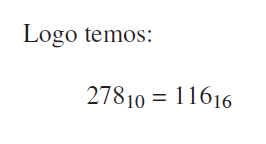 Logo temos:
278₁₀ = 116₁₆